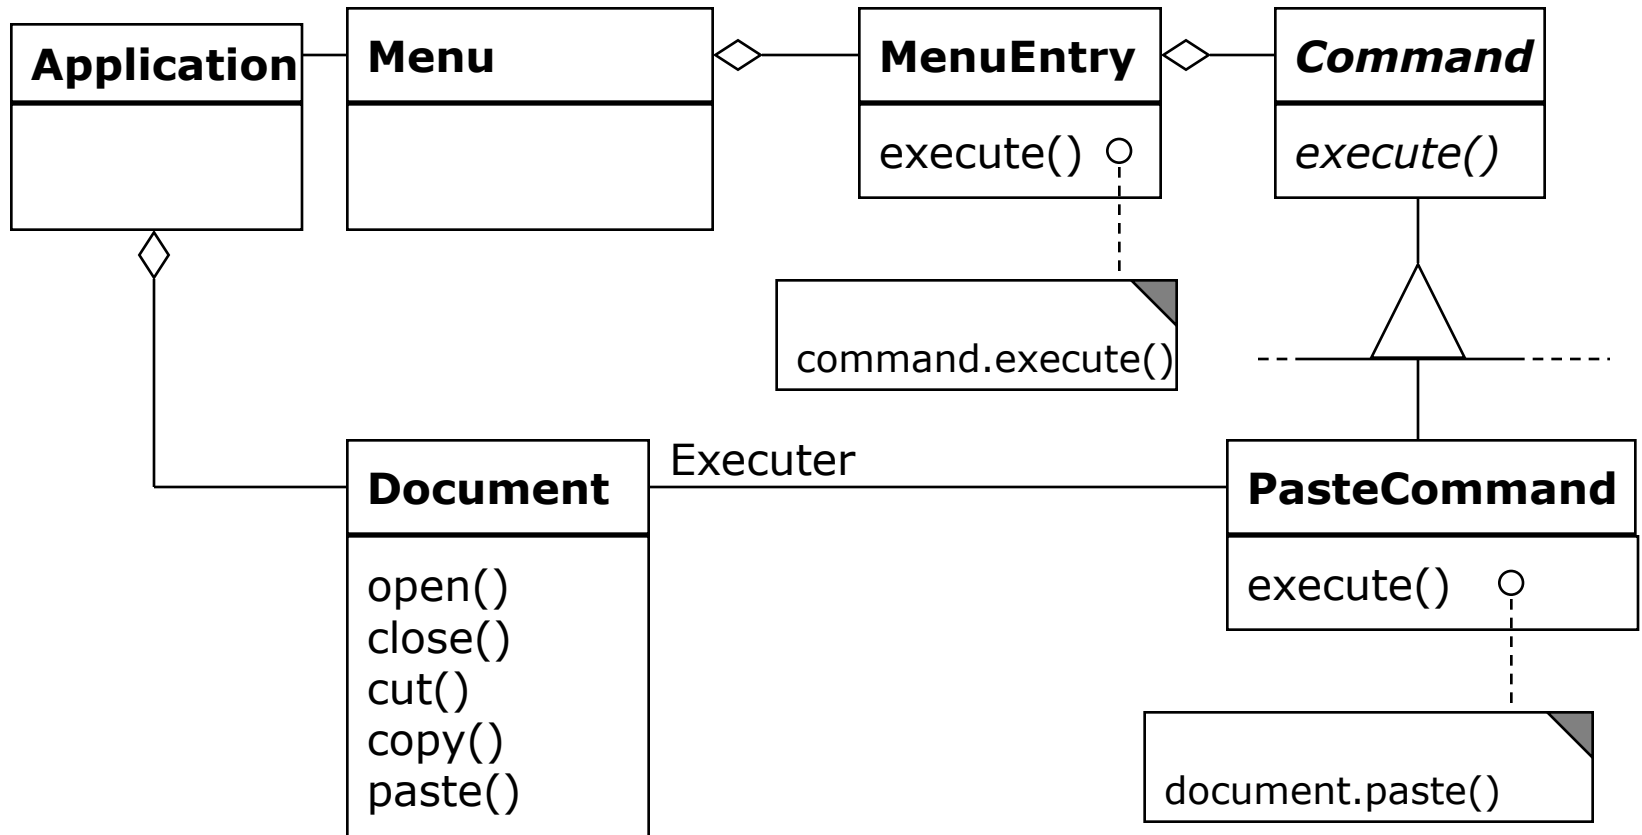 Application
Menu
MenuEntry
Command
execute()
execute()
command.execute()
Executer
Document
PasteCommand
open()
close()
cut()
copy()
paste()
execute()
document.paste()